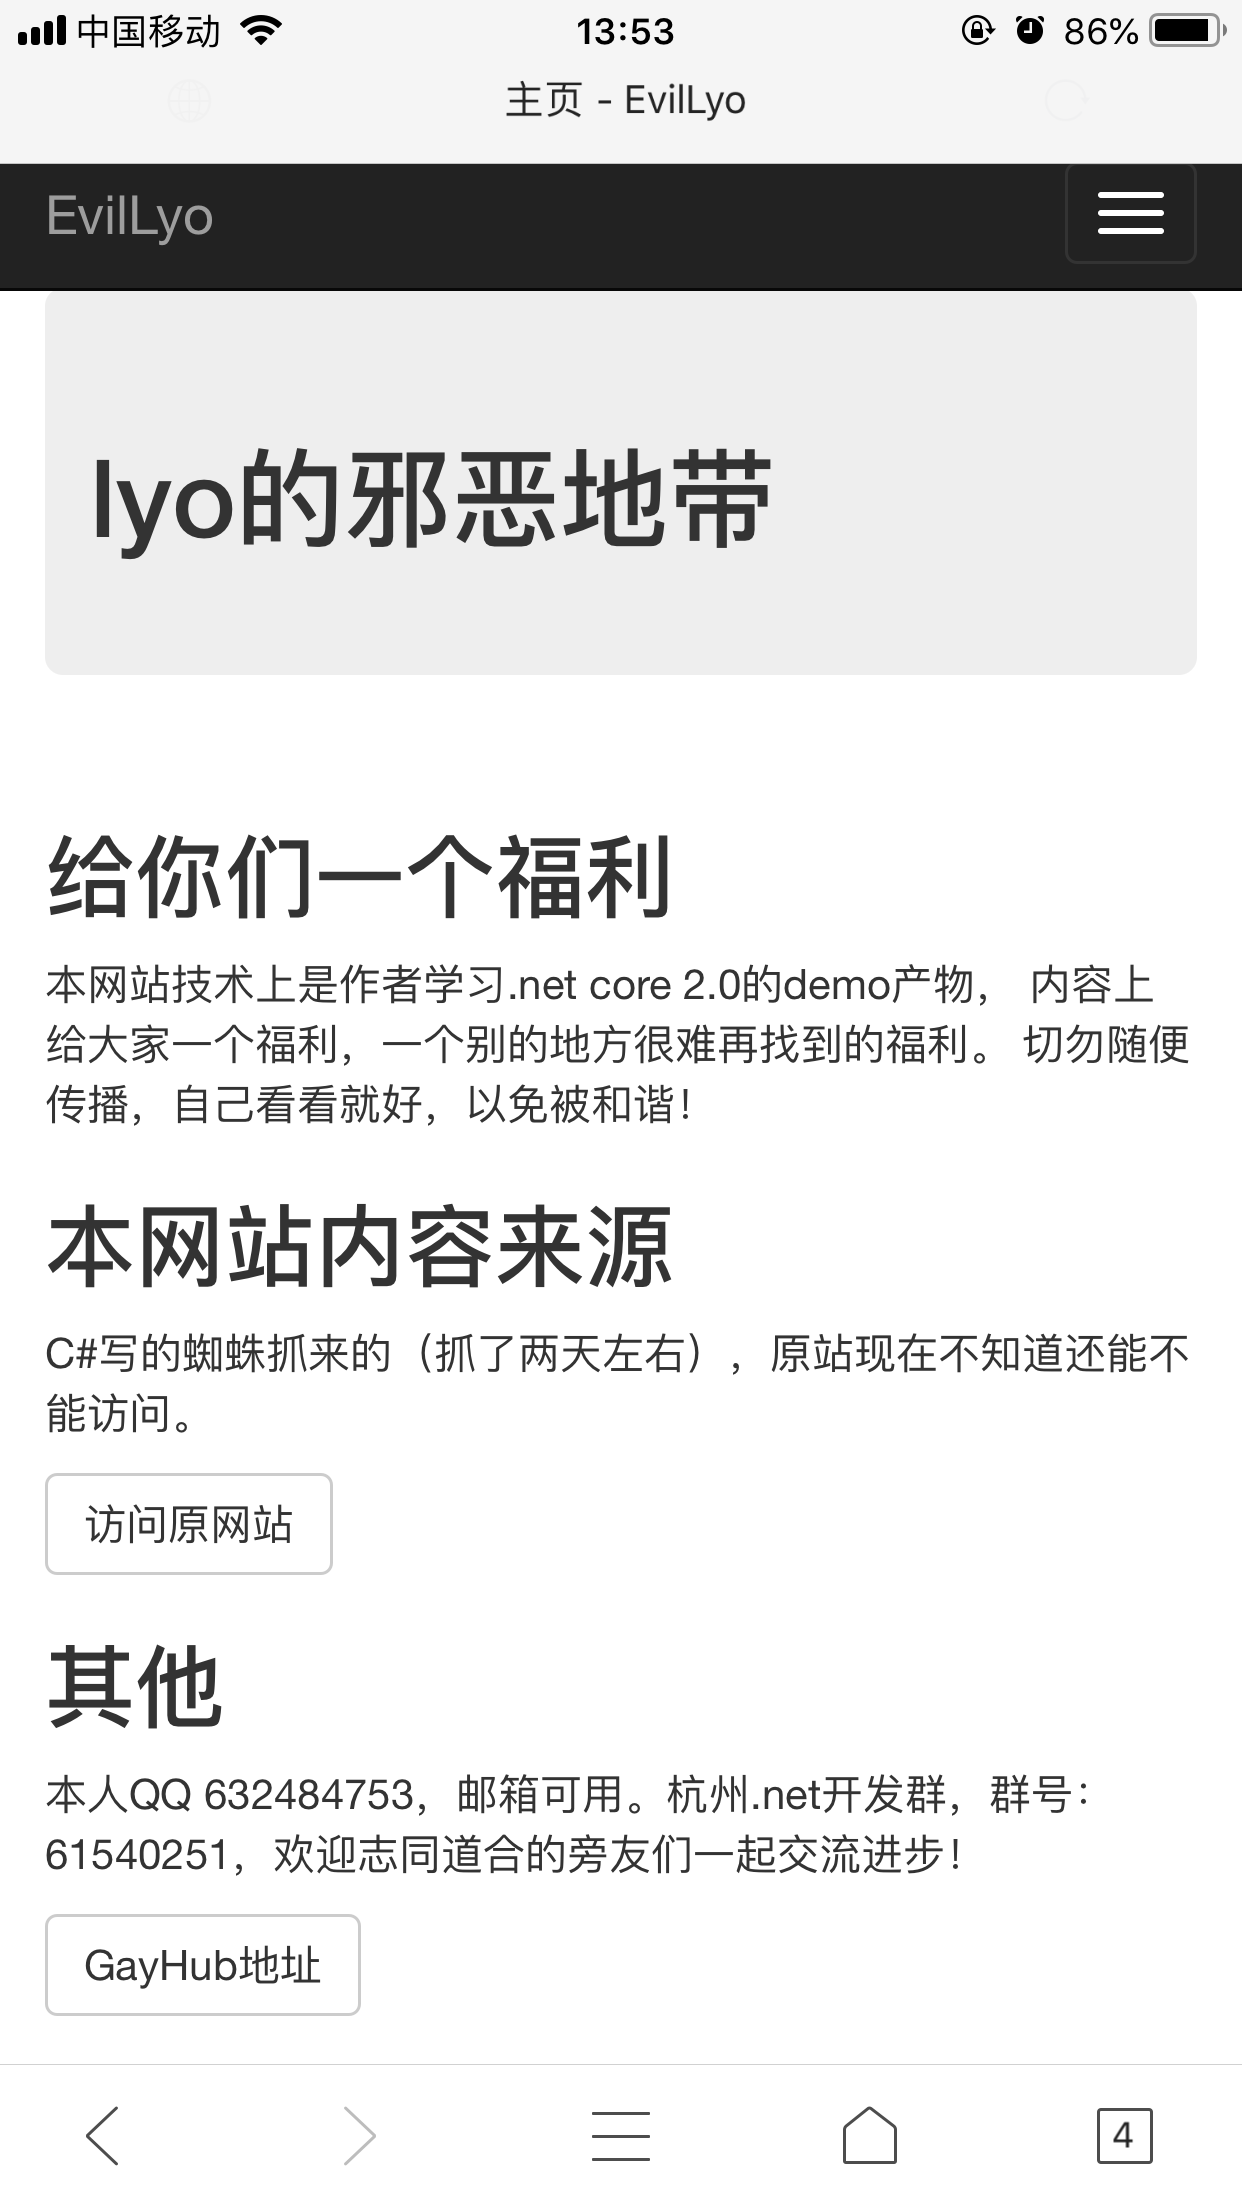 中国移动 13:53 86%
主页 - EvilLyo
EvilLyo
lyo的邪恶地带
给你们一个福利
本网站技术上是作者学习.net core 2.0的demo产物， 内容上
给大家一个福利，一个别的地方很难再找到的福利。 切勿随便
传播，自己看看就好，以免被和谐！
本网站内容来源
C#写的蜘蛛抓来的（抓了两天左右），原站现在不知道还能不
能访问。
访问原网站
其他
本人QQ 632484753，邮箱可用。杭州.net开发群，群号：
61540251，欢迎志同道合的旁友们一起交流进步！
GayHub地址
4